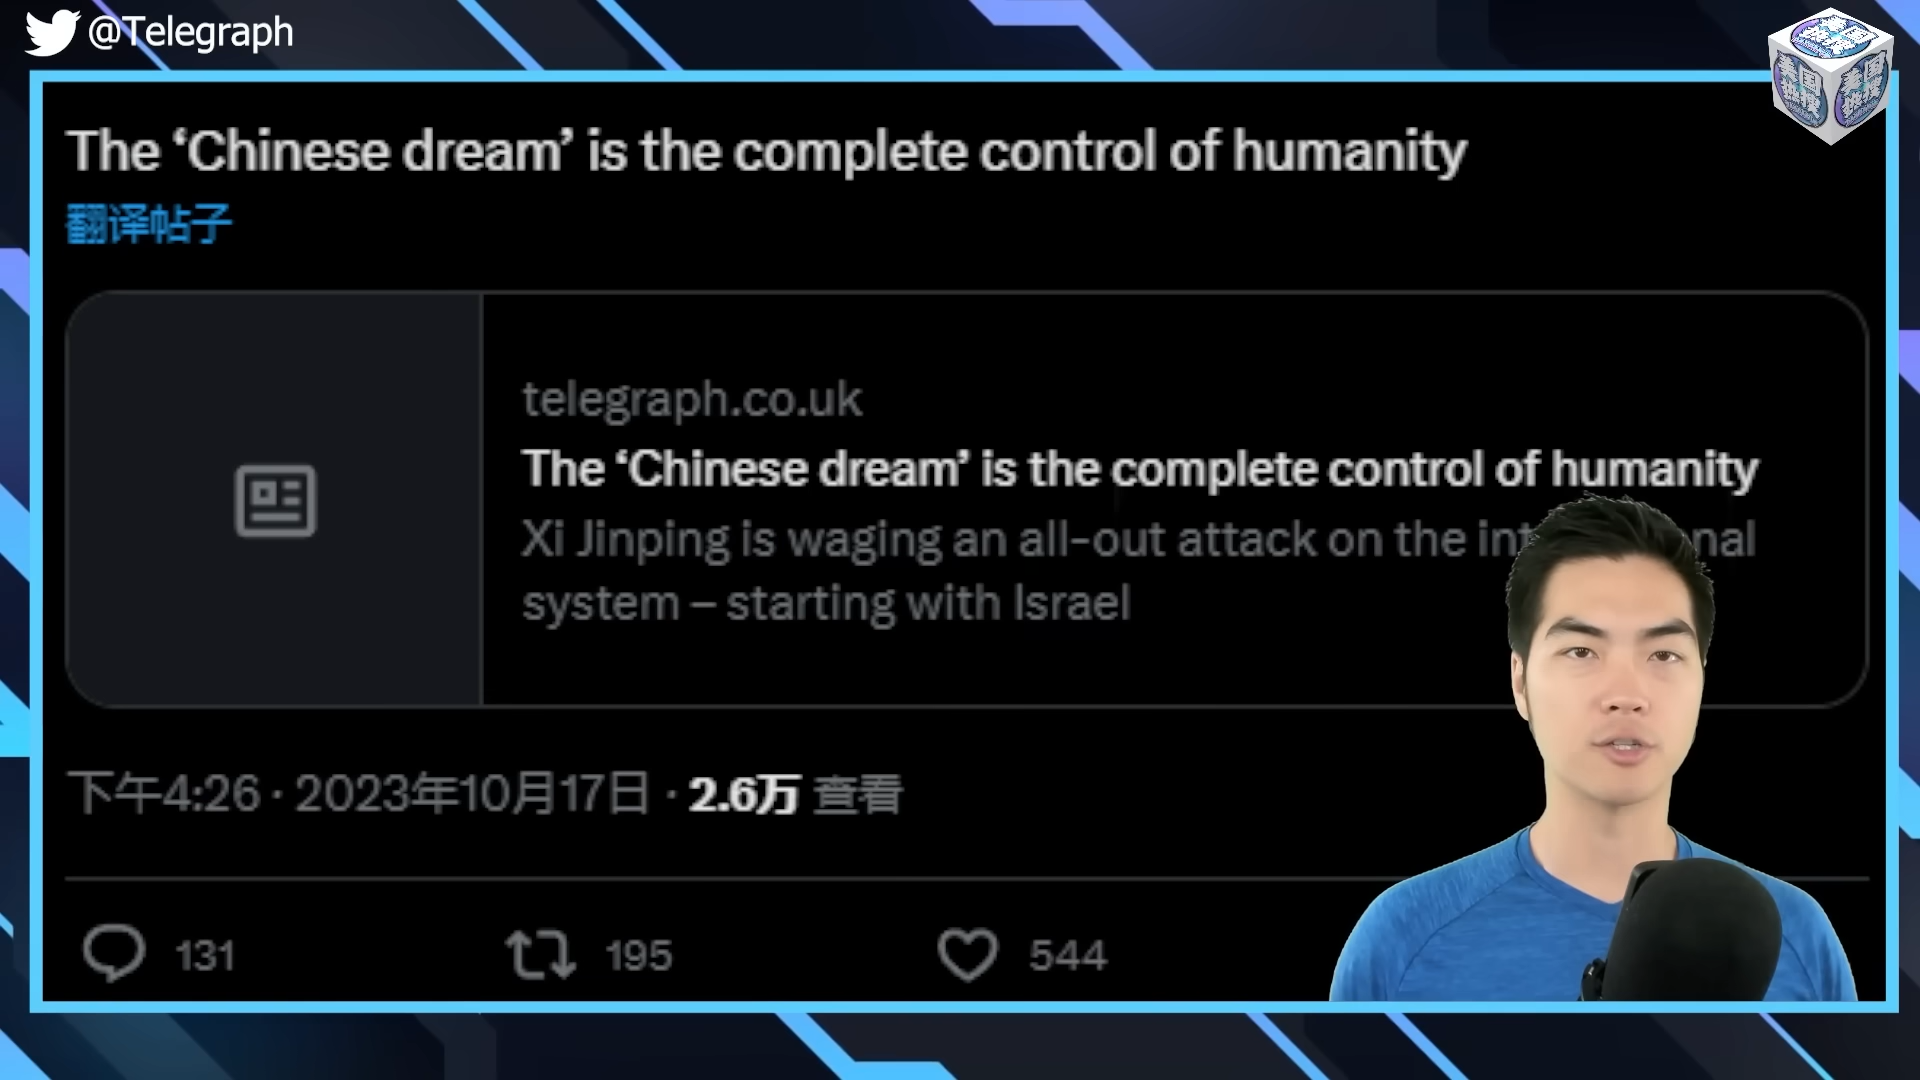 @Telegraph
The ‘Chinese dream’ is the complete control of humanity
翻译帖子
telegraph.co.uk
The ‘Chinese dream’ is the complete control of humanity
Xi Jinping is waging an all-out attack on the int nal
system – starting with Israel
下午4:26 · 2023年10月17日 · 2.6万 查看
131
195
544